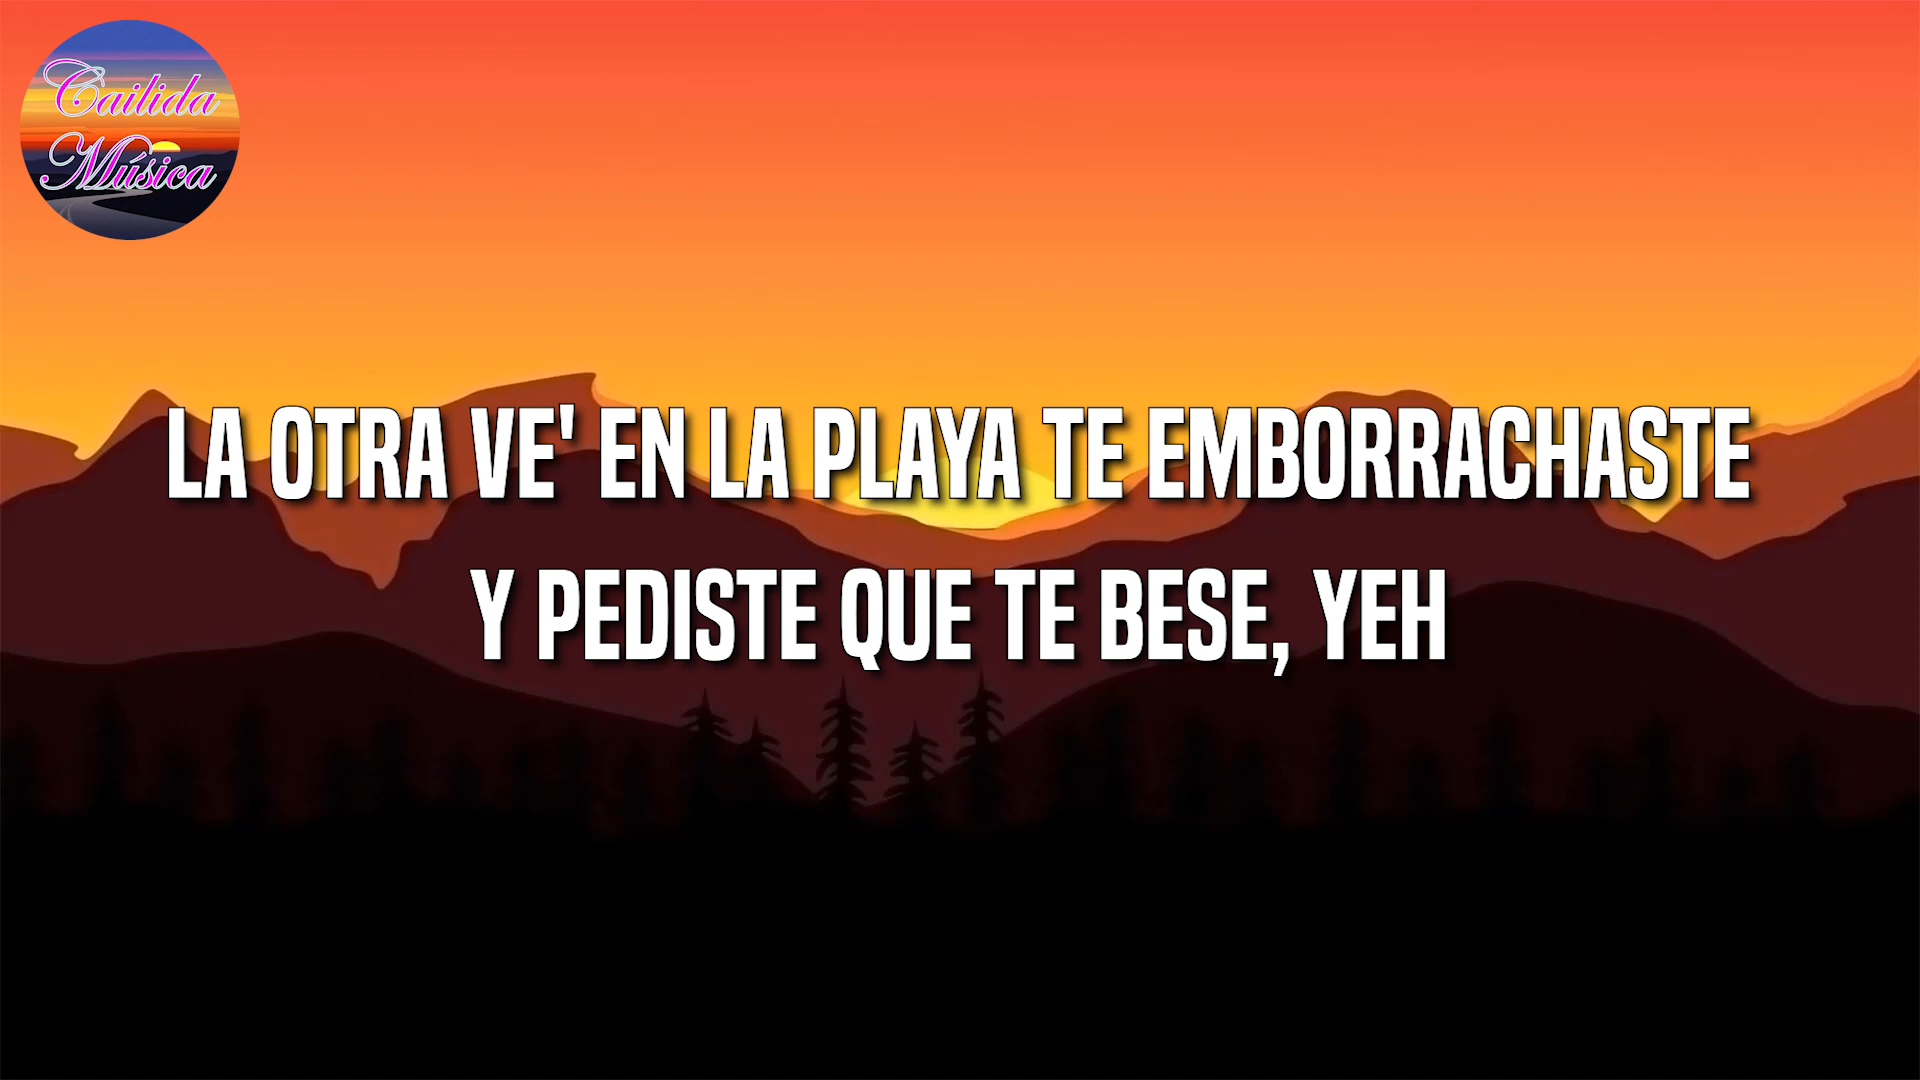 Cailida
Música
LA OTRA VE' EN LA PLAYA TE EMBORRACHASTE
Y PEDISTE QUE TE BESE, YEH